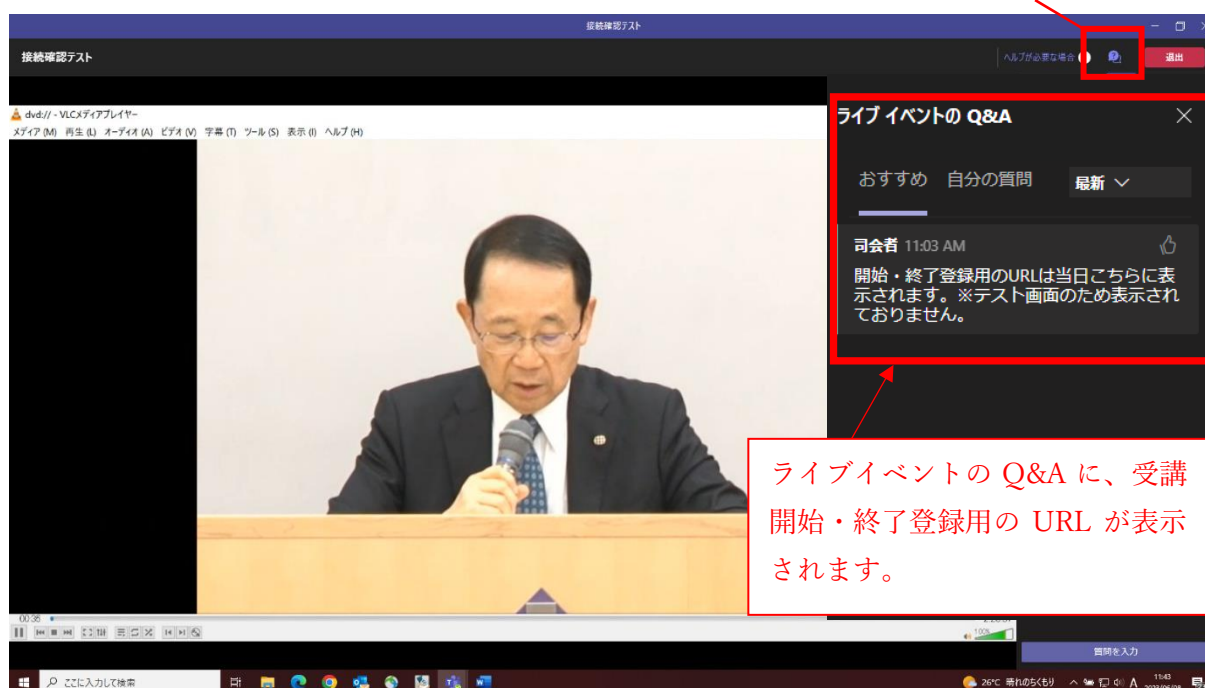 接続確認テスト
接続確認テスト
ヘルプが必要な場合
退出
dvd:// - VLCメディアプレイヤー
メディア (M) 再生 (L) オーディオ (A) ビデオ (V) 字幕 (T) ツール (S) 表示 (I) ヘルプ (H)
ライブ イベントの Q&A
おすすめ 自分の質問 最新
司会者 11:03 AM
開始・終了登録用のURLは当日こちらに表
示されます。※テスト画面のため表示され
ておりません。
ライブイベントの Q&A に、受講
開始・終了登録用の URL が表示
されます。
00:36
100%
質問を入力
ここに入力して検索
26°C 晴れのちくもり
A
11:43
2023/06/08